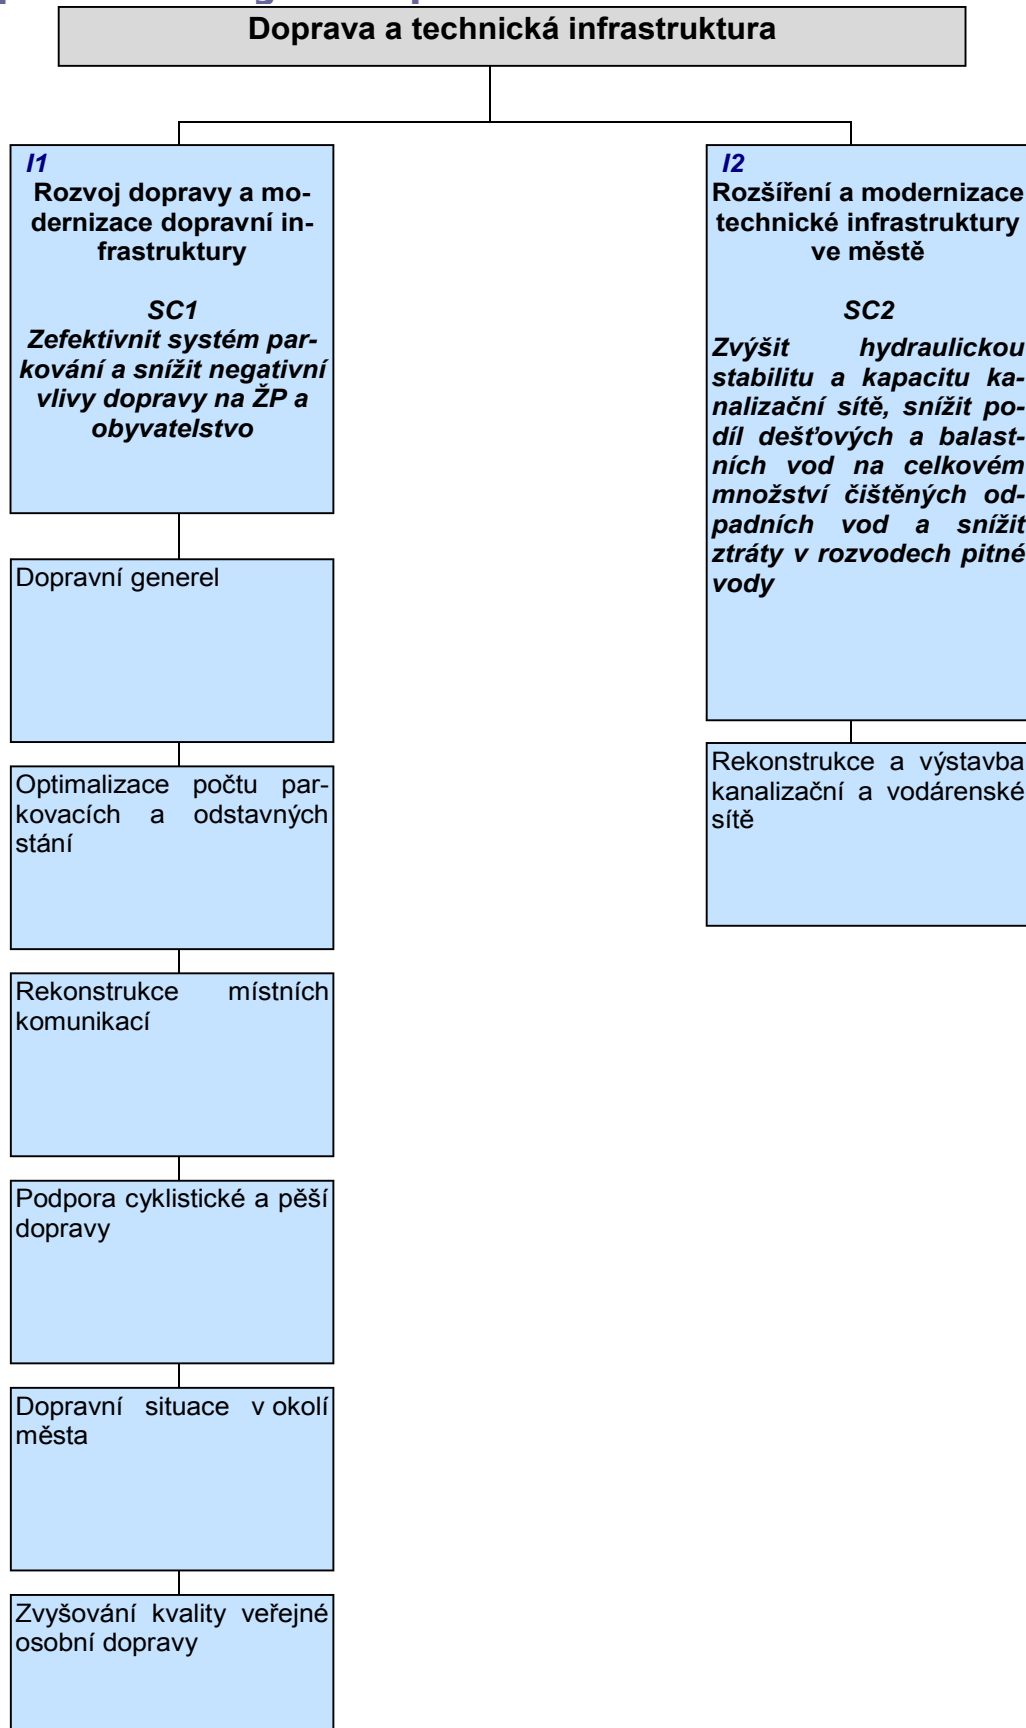 Doprava a technická infrastruktura
I1
Rozvoj dopravy a mo-
dernizace dopravní in-
frastruktury
SC1
Zefektivnit systém par-
kování a snížit negativní
vlivy dopravy na ŽP a
obyvatelstvo
Dopravní generel
Optimalizace počtu par-
kovacích a odstavných
stání
Rekonstrukce místních
komunikací
Podpora cyklistické a pěší
dopravy
Dopravní situace v okolí
města
Zvyšování kvality veřejné
osobní dopravy
I2
Rozšíření a modernizace
technické infrastruktury
ve městě
SC2
Zvýšit hydraulickou
stabilitu a kapacitu ka-
nalizační sítě, snížit po-
díl dešťových a balast-
ních vod na celkovém
množství čištěných od-
padních vod a snížit
ztráty v rozvodech pitné
vody
Rekonstrukce a výstavba
kanalizační a vodárenské
sítě